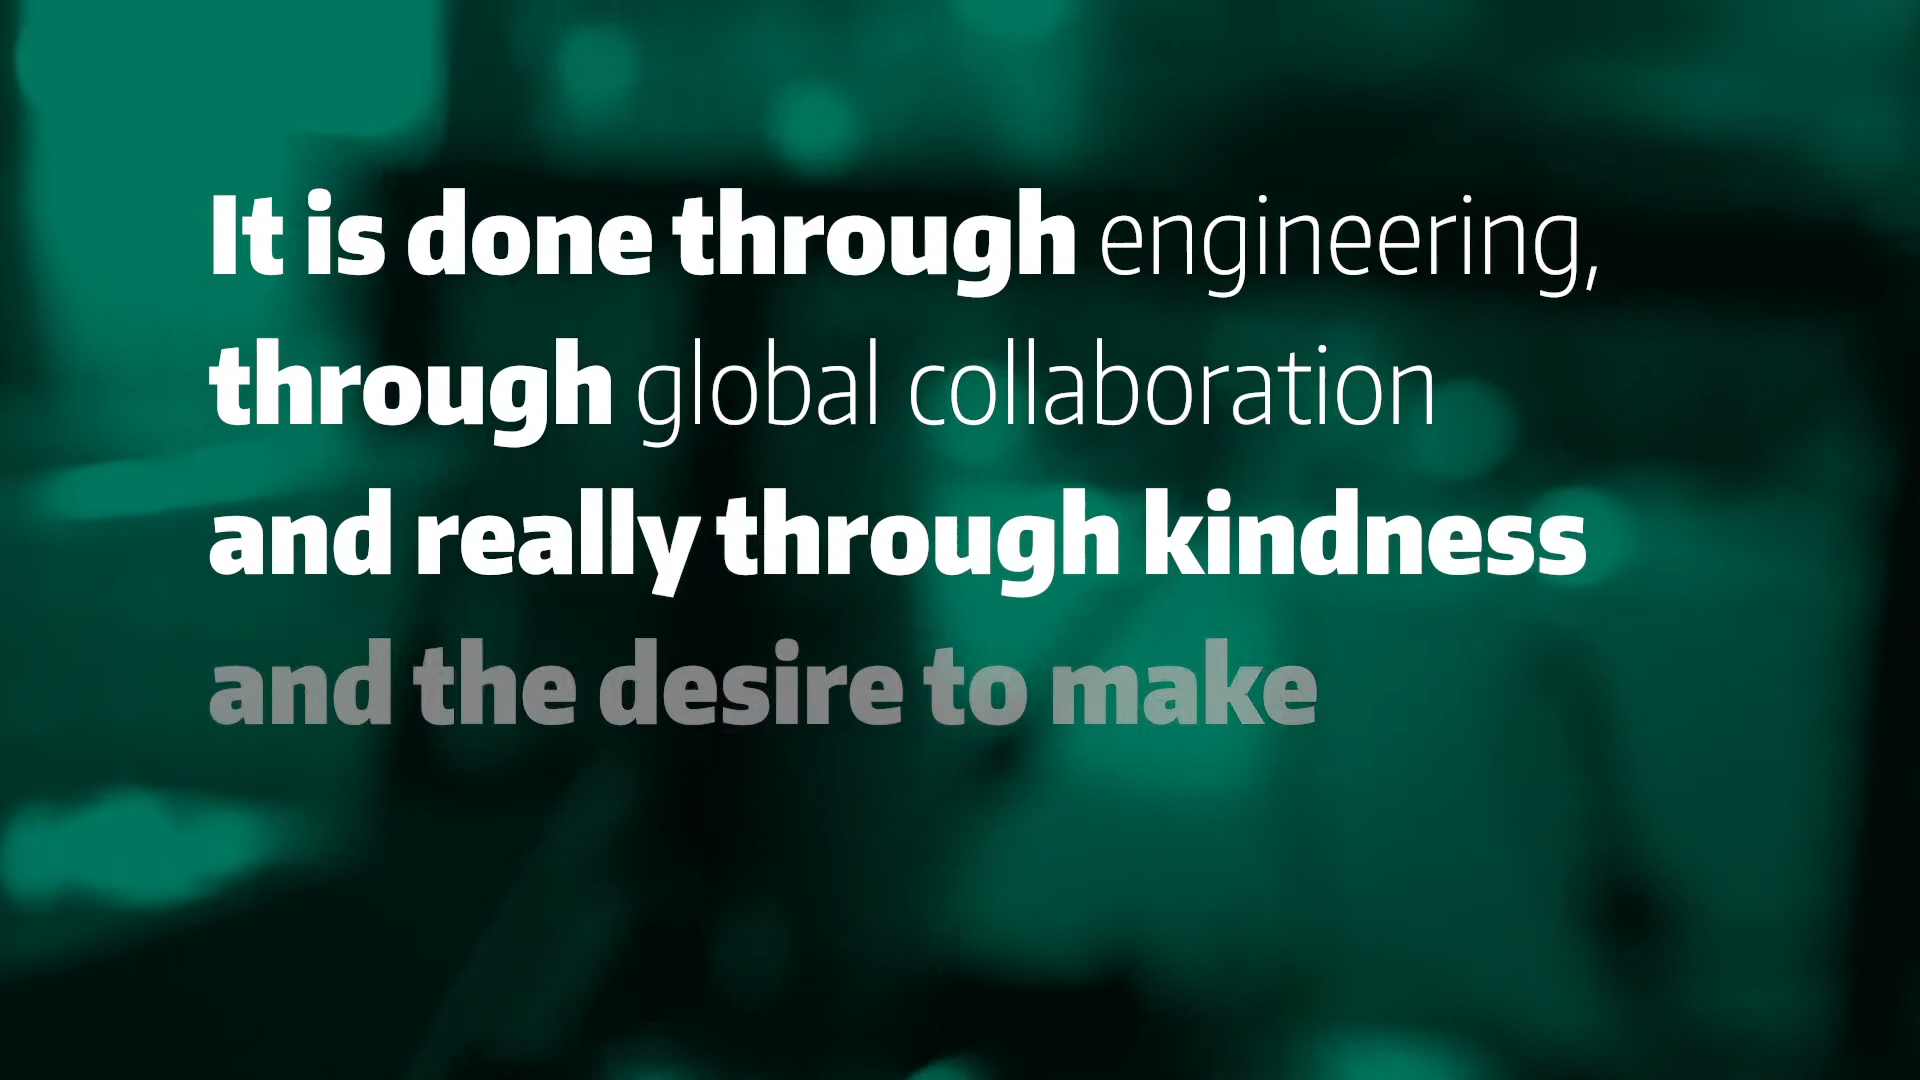 It is done through engineering,
through global collaboration
and really through kindness
and the desire to make